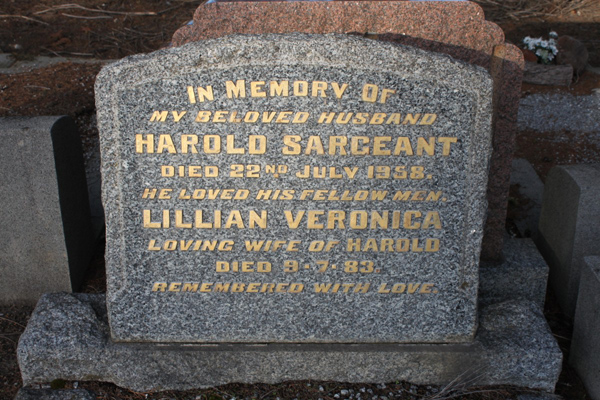 IN MEMORY OF
MY BELOVED HUSBAND
HAROLD SARGEANT
DIED 22ND JULY 1958.
HE LOVED HIS FELLOW MEN.
LILLIAN VERONICA
LOVING WIFE OF HAROLD
DIED 9-7-83.
REMEMBERED WITH LOVE.